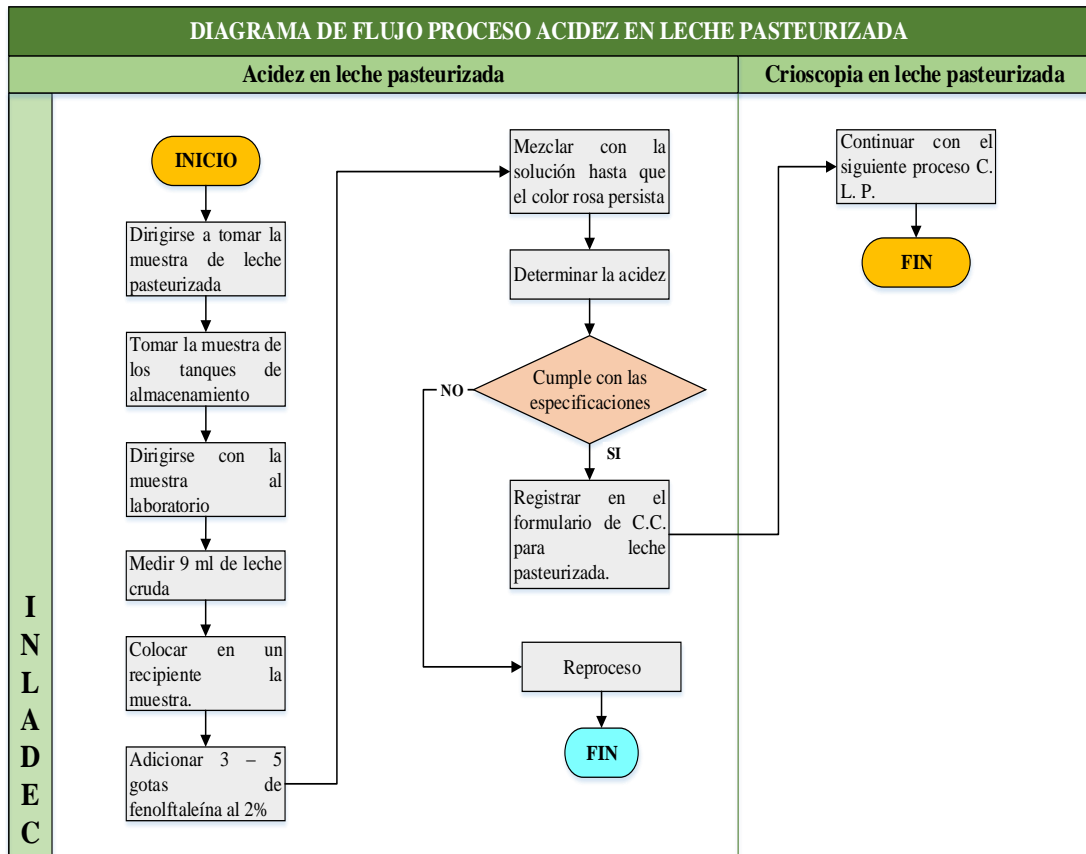 DIAGRAMA DE FLUJO PROCESO ACIDEZ EN LECHE PASTEURIZADA
Acidez en leche pasteurizada
Crioscopia en leche pasteurizada
I
N
L
A
D
E
C
INICIO
Dirigirse a tomar la
muestra de leche
pasteurizada
Tomar la muestra de
los tanques de
almacenamiento
Dirigirse con la
muestra al
laboratorio
Medir 9 ml de leche
cruda
Colocar en un
recipiente la
muestra.
Adicionar 3 – 5
gotas de
fenolftaleína al 2%
Mezclar con la
solución hasta que
el color rosa persista
Determinar la acidez
Cumple con las
especificaciones
NO
SI
Registrar en el
formulario de C.C.
para leche
pasteurizada.
Reproceso
FIN
Continuar con el
siguiente proceso C.
L. P.
FIN